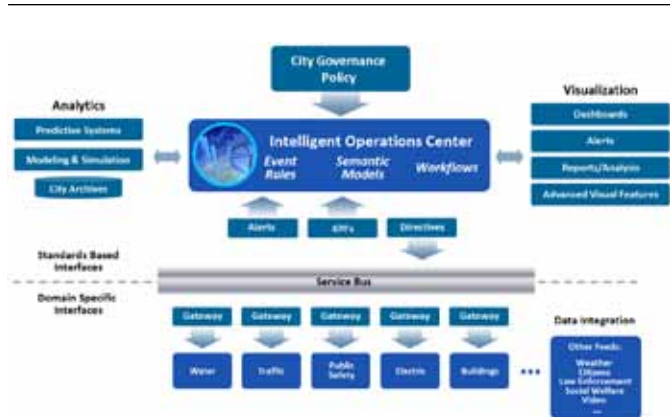 City Governance
Policy
Analytics
Predictive Systems
Modeling & Simulation
City Archives
Intelligent Operations Center
Event
Rules
Semantic
Models
Workflows
Visualization
Dashboards
Alerts
Reports/Analysis
Advanced Visual Features
Alerts
KPI's
Directives
Standards Based
Interfaces
Service Bus
Domain Specific
Interfaces
Gateway
Gateway
Gateway
Gateway
Gateway
Water
Traffic
Public
Safety
Electric
Buildings
...
Data Integration
Other Feeds:
Weather
Citizens
Law Enforcement
Social Welfare
Video
...